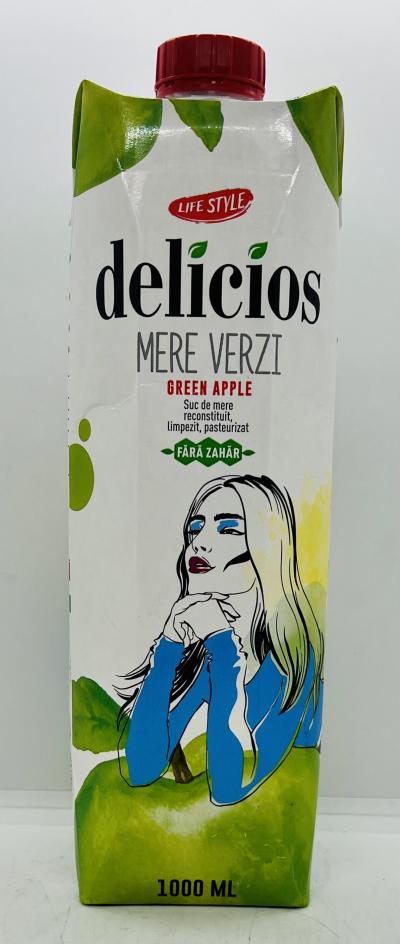 LIFE STYLE
delicios
MERE VERZI
GREEN APPLE
Suc de mere
reconstituit,
limpezit, pasteurizat
FĂRĂ ZAHĂR
1000 ML